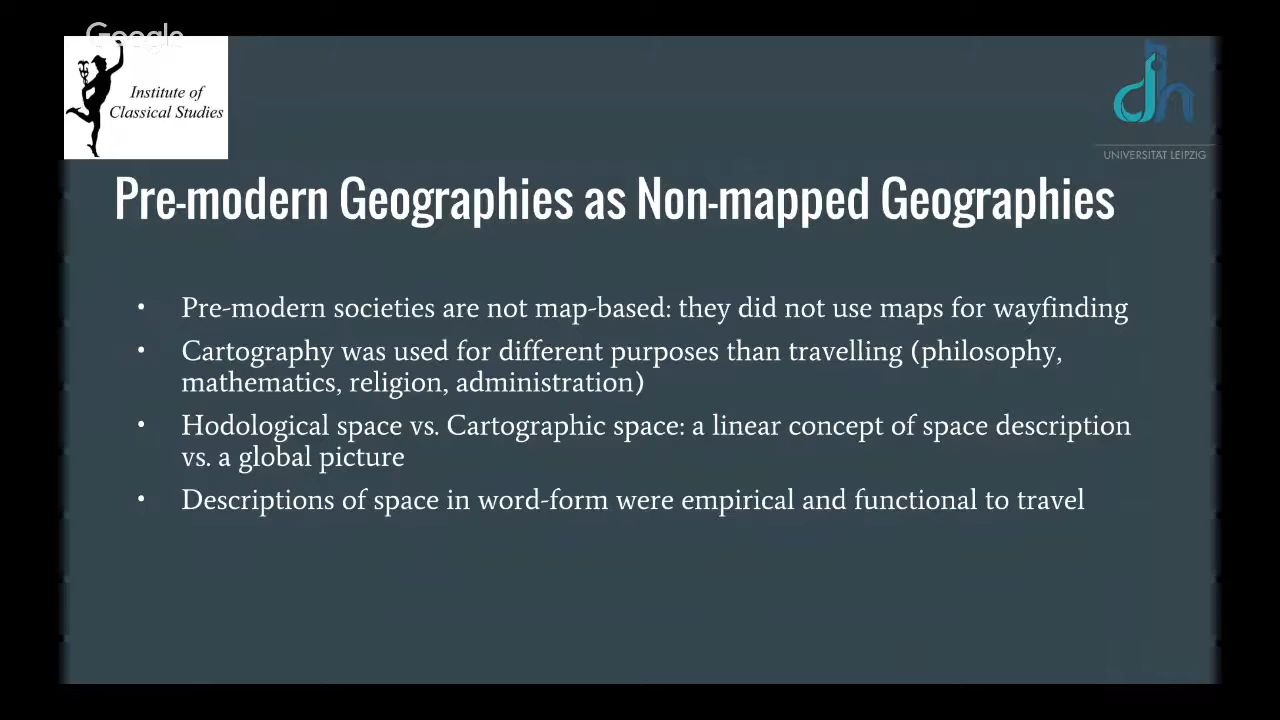 Google
Institute of
Classical Studies
dh
UNIVERSITÄT LEIPZIG
Pre-modern Geographies as Non-mapped Geographies
• Pre-modern societies are not map-based: they did not use maps for wayfinding
• Cartography was used for different purposes than travelling (philosophy,
mathematics, religion, administration)
• Hodological space vs. Cartographic space: a linear concept of space description
vs. a global picture
• Descriptions of space in word-form were empirical and functional to travel